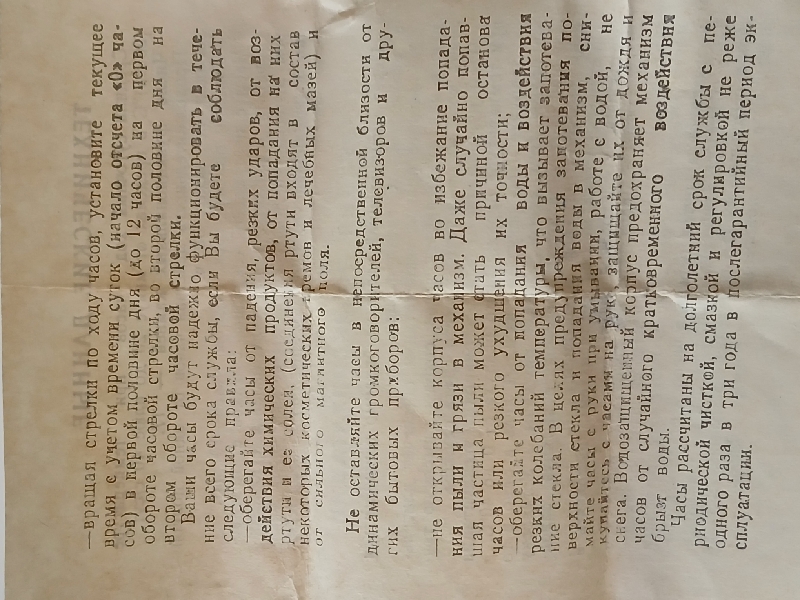 —вращая стрелки по ходу часов, установите текущее
время с учетом времени суток (начало отсчета «О» ча-
сов) в первой половине дня (до 12 часов) на первом
обороте часовой стрелки, во второй половине дня на
втором обороте часовой стрелки.
Ваши часы будут надежно функционировать в тече-
ние всего срока службы, если Вы будете соблюдать
следующие правила:
—оберегайте часы от падения, резких ударов, от воз-
действия химических продуктов, от попадания на них
ртути и ее солей, (соединения ртути входят в состав
некоторых косметических кремов и лечебных мазей) и
от сильного магнитного поля.
Не оставляйте часы в непосредственной близости от
динамических громкоговорителей, телевизоров и дру-
гих бытовых приборов:
—не открывайте корпуса часов во избежание попада-
ния пыли и грязи в механизм. Даже случайно попав-
шая частица пыли может стать причиной останова
часов или резкого ухудшения их точности;
—оберегайте часы от попадания воды и воздействия
резких колебаний температуры, что вызывает запотева-
ние стекла. В целях предупреждения запотевания по-
верхности стекла и попадания воды в механизм, сни-
майте часы с руки при умывании, работе с водой, не
купайтесь с часами на руке, защищайте их от дождя и
снега. Водозащищенный корпус предохраняет механизм
часов от случайного кратковременного воздействия
брызг воды.
Часы рассчитаны на долголетний срок службы с пе-
риодической чисткой, смазкой и регулировкой не реже
одного раза в три года в послегарантийный период эк-
сплуатации.